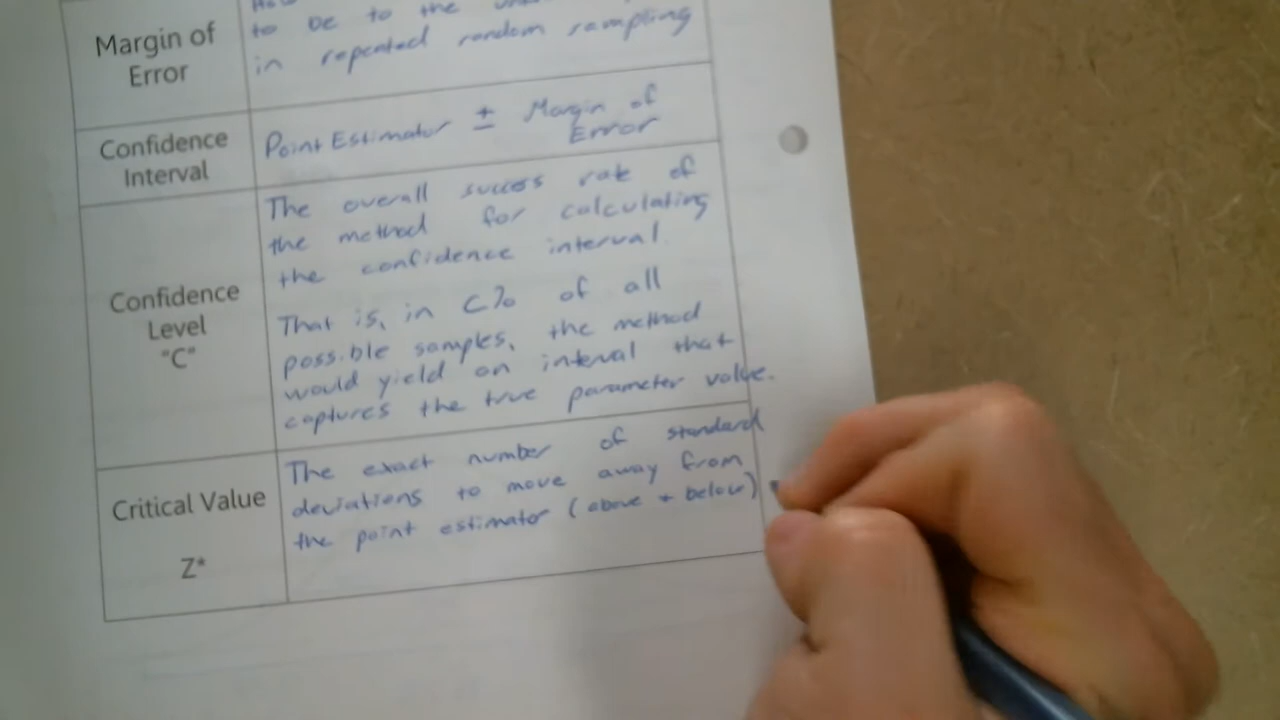 to be to the
Margin of
Error
in repeated random sampling
Confidence
Interval
Point Estimator ± Margin of
Error
Confidence
Level
"C"
The overall success rate of
the method for calculating
the confidence interval.
That is, in C% of all
possible samples, the method
would yield an interval that
captures the true parameter value.
Critical Value
Z*
The exact number of standard
deviations to move away from
the point estimator (above + below)